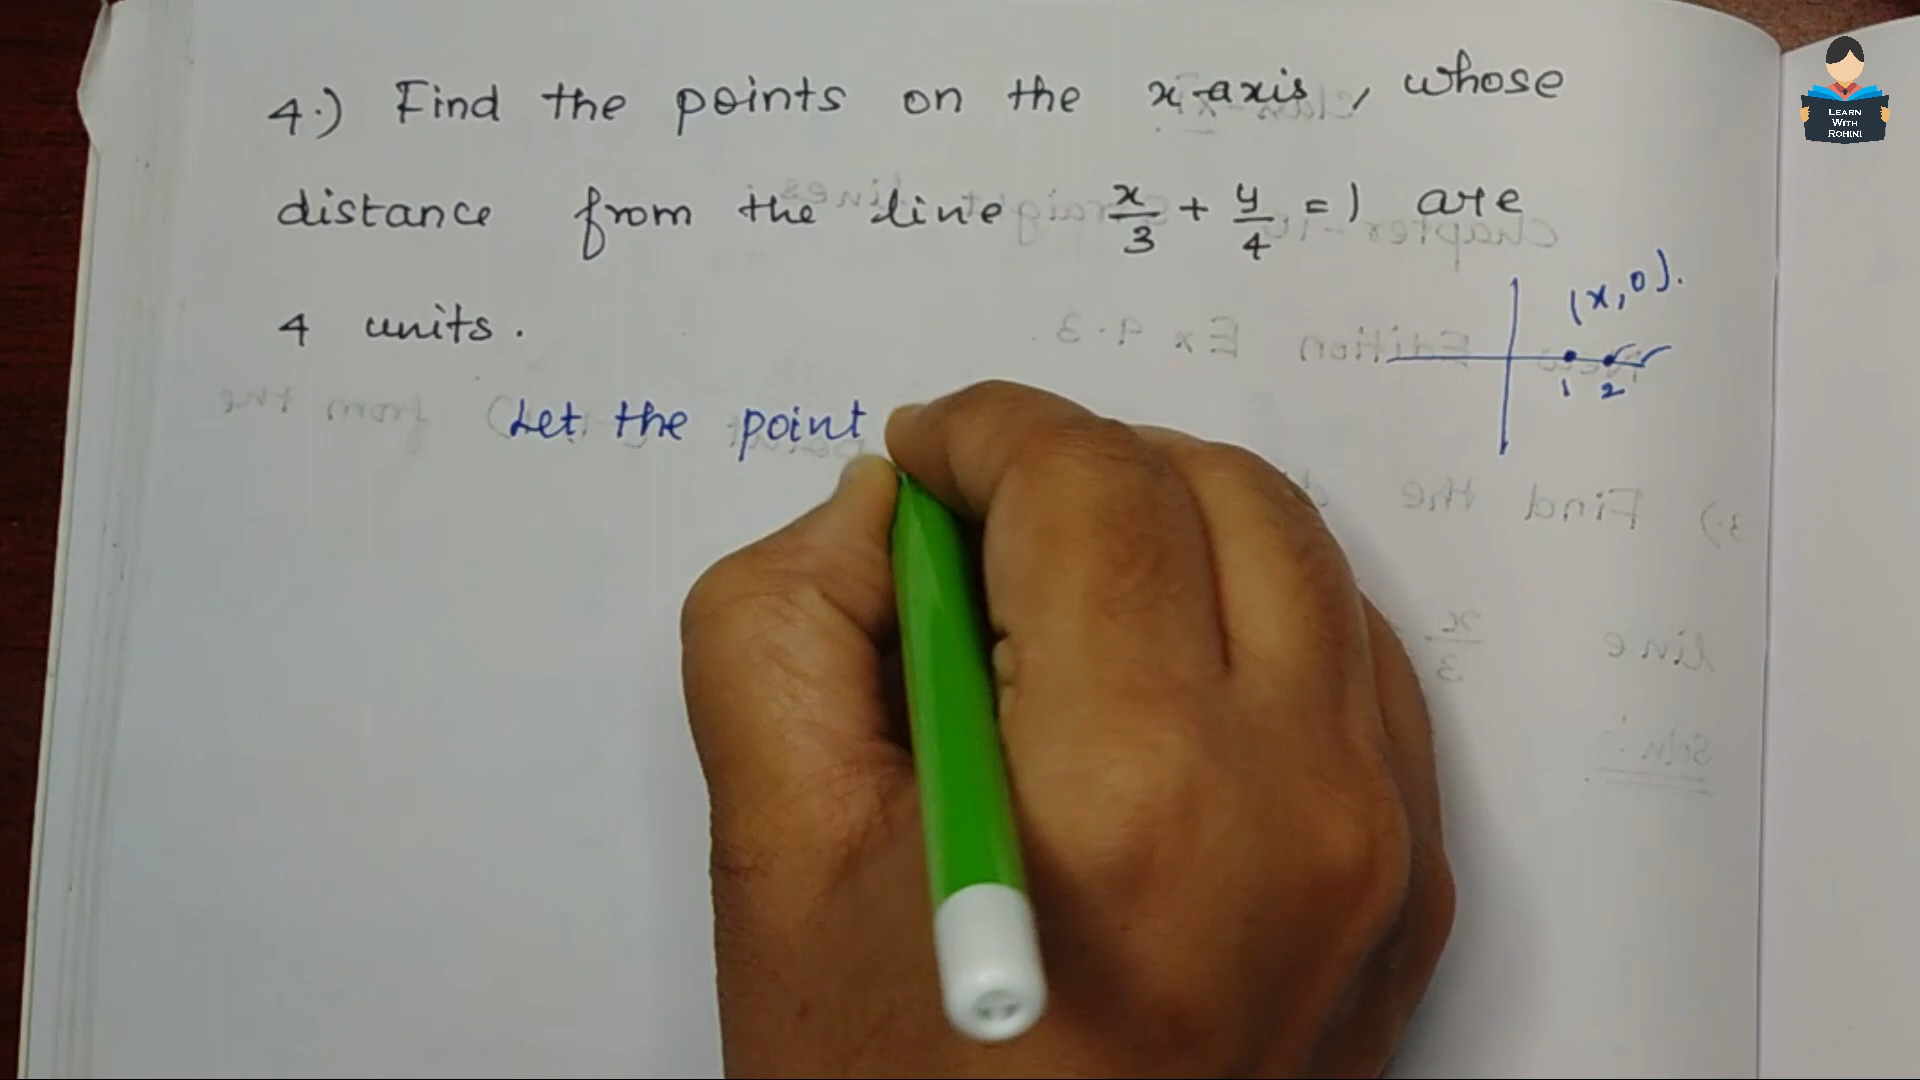 4.) Find the points on the x-axis, whose
distance from the line x/3 + y/4 = 1 are
4 units.
(x, 0).
1 2
Let the point
LEARN
WITH
ROHINI